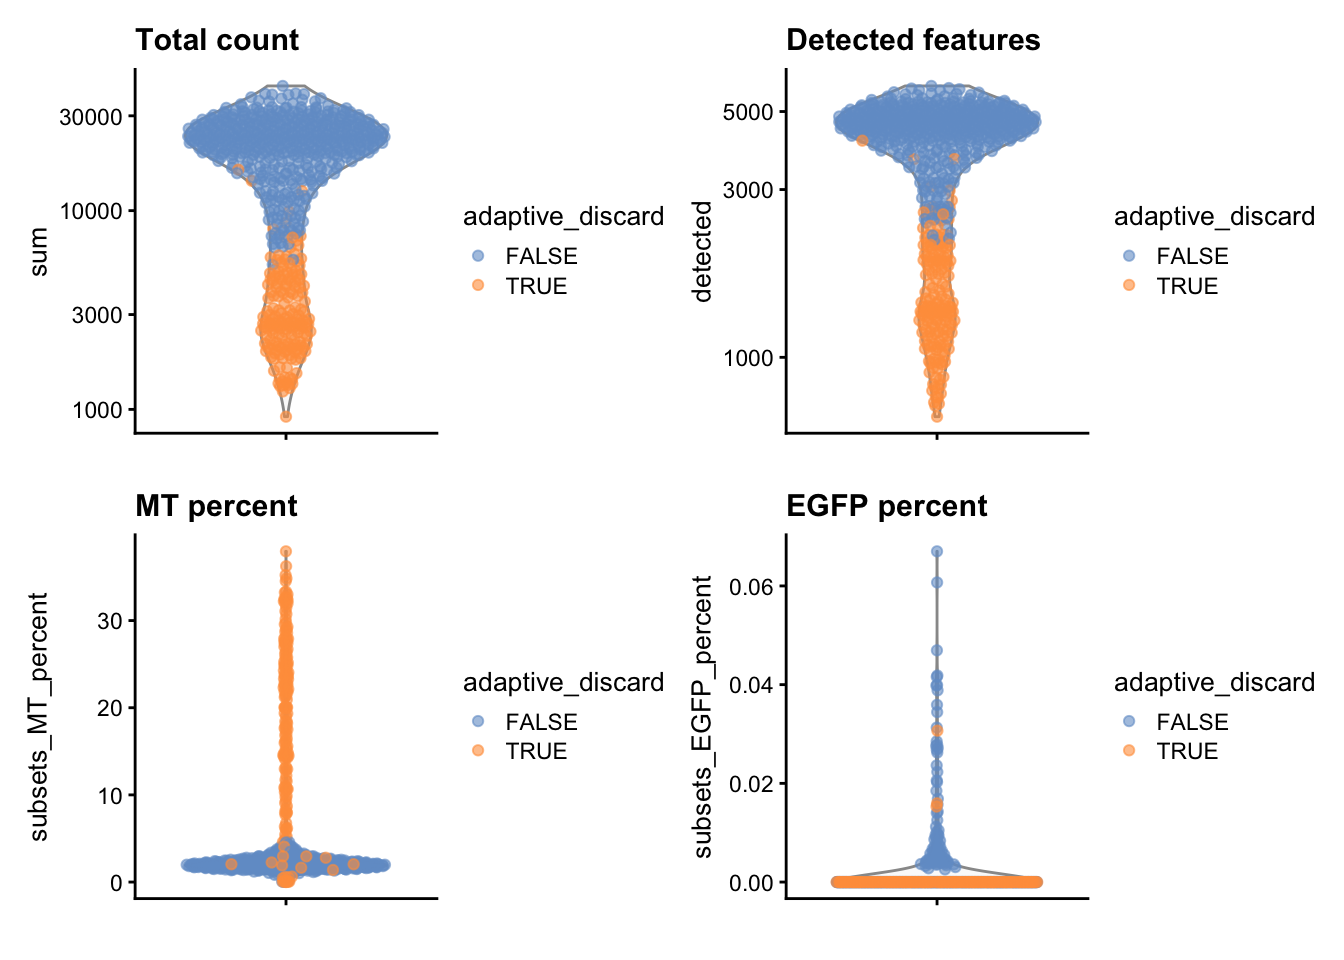 Total count
30000
10000
3000
1000
sum
adaptive_discard
FALSE
TRUE
Detected features
5000
3000
1000
detected
adaptive_discard
FALSE
TRUE
MT percent
30
20
10
0
subsets_MT_percent
adaptive_discard
FALSE
TRUE
EGFP percent
0.06
0.04
0.02
0.00
subsets_EGFP_percent
adaptive_discard
FALSE
TRUE